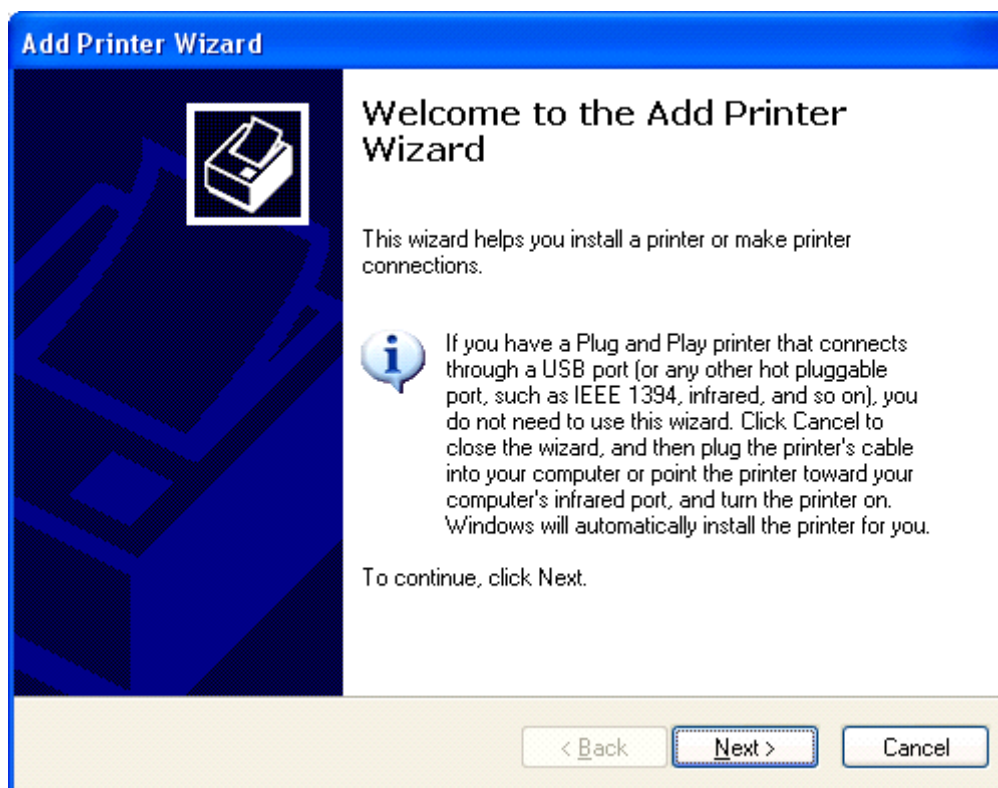 Add Printer Wizard
Welcome to the Add Printer
Wizard
This wizard helps you install a printer or make printer
connections.
If you have a Plug and Play printer that connects
through a USB port (or any other hot pluggable
port, such as IEEE 1394, infrared, and so on), you
do not need to use this wizard. Click Cancel to
close the wizard, and then plug the printer's cable
into your computer or point the printer toward your
computer's infrared port, and turn the printer on.
Windows will automatically install the printer for you.
To continue, click Next.
< Back Next > Cancel